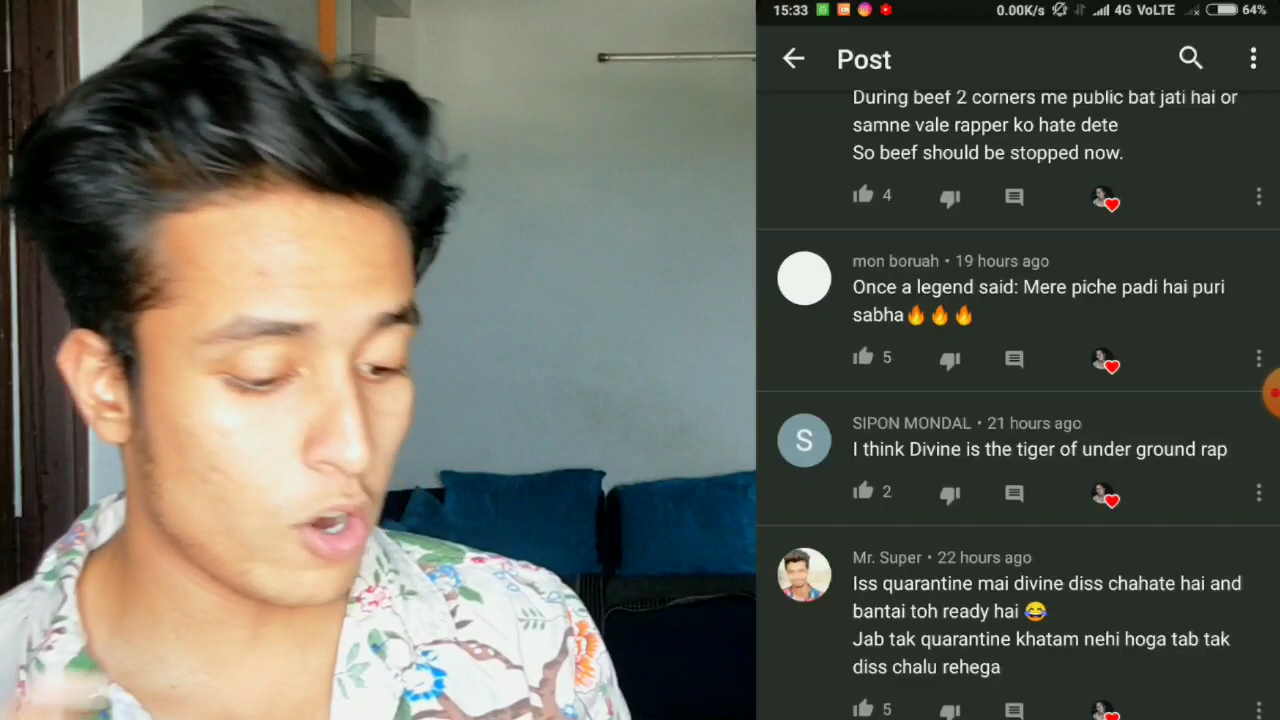 15:33
0.00K/s 4G VoLTE 64%
Post
During beef 2 corners me public bat jati hai or
samne vale rapper ko hate dete
So beef should be stopped now.
4
mon boruah • 19 hours ago
Once a legend said: Mere piche padi hai puri
sabha🔥🔥🔥
5
S
SIPON MONDAL • 21 hours ago
I think Divine is the tiger of under ground rap
2
Mr. Super • 22 hours ago
Iss quarantine mai divine diss chahate hai and
bantai toh ready hai 😂
Jab tak quarantine khatam nehi hoga tab tak
diss chalu rehega
5